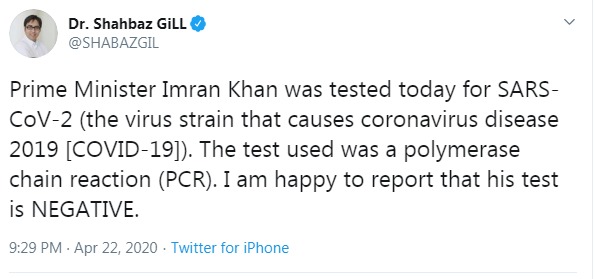 Dr. Shahbaz GiLL
@SHABAZGIL
Prime Minister Imran Khan was tested today for SARS-
CoV-2 (the virus strain that causes coronavirus disease
2019 [COVID-19]). The test used was a polymerase
chain reaction (PCR). I am happy to report that his test
is NEGATIVE.
9:29 PM · Apr 22, 2020 · Twitter for iPhone